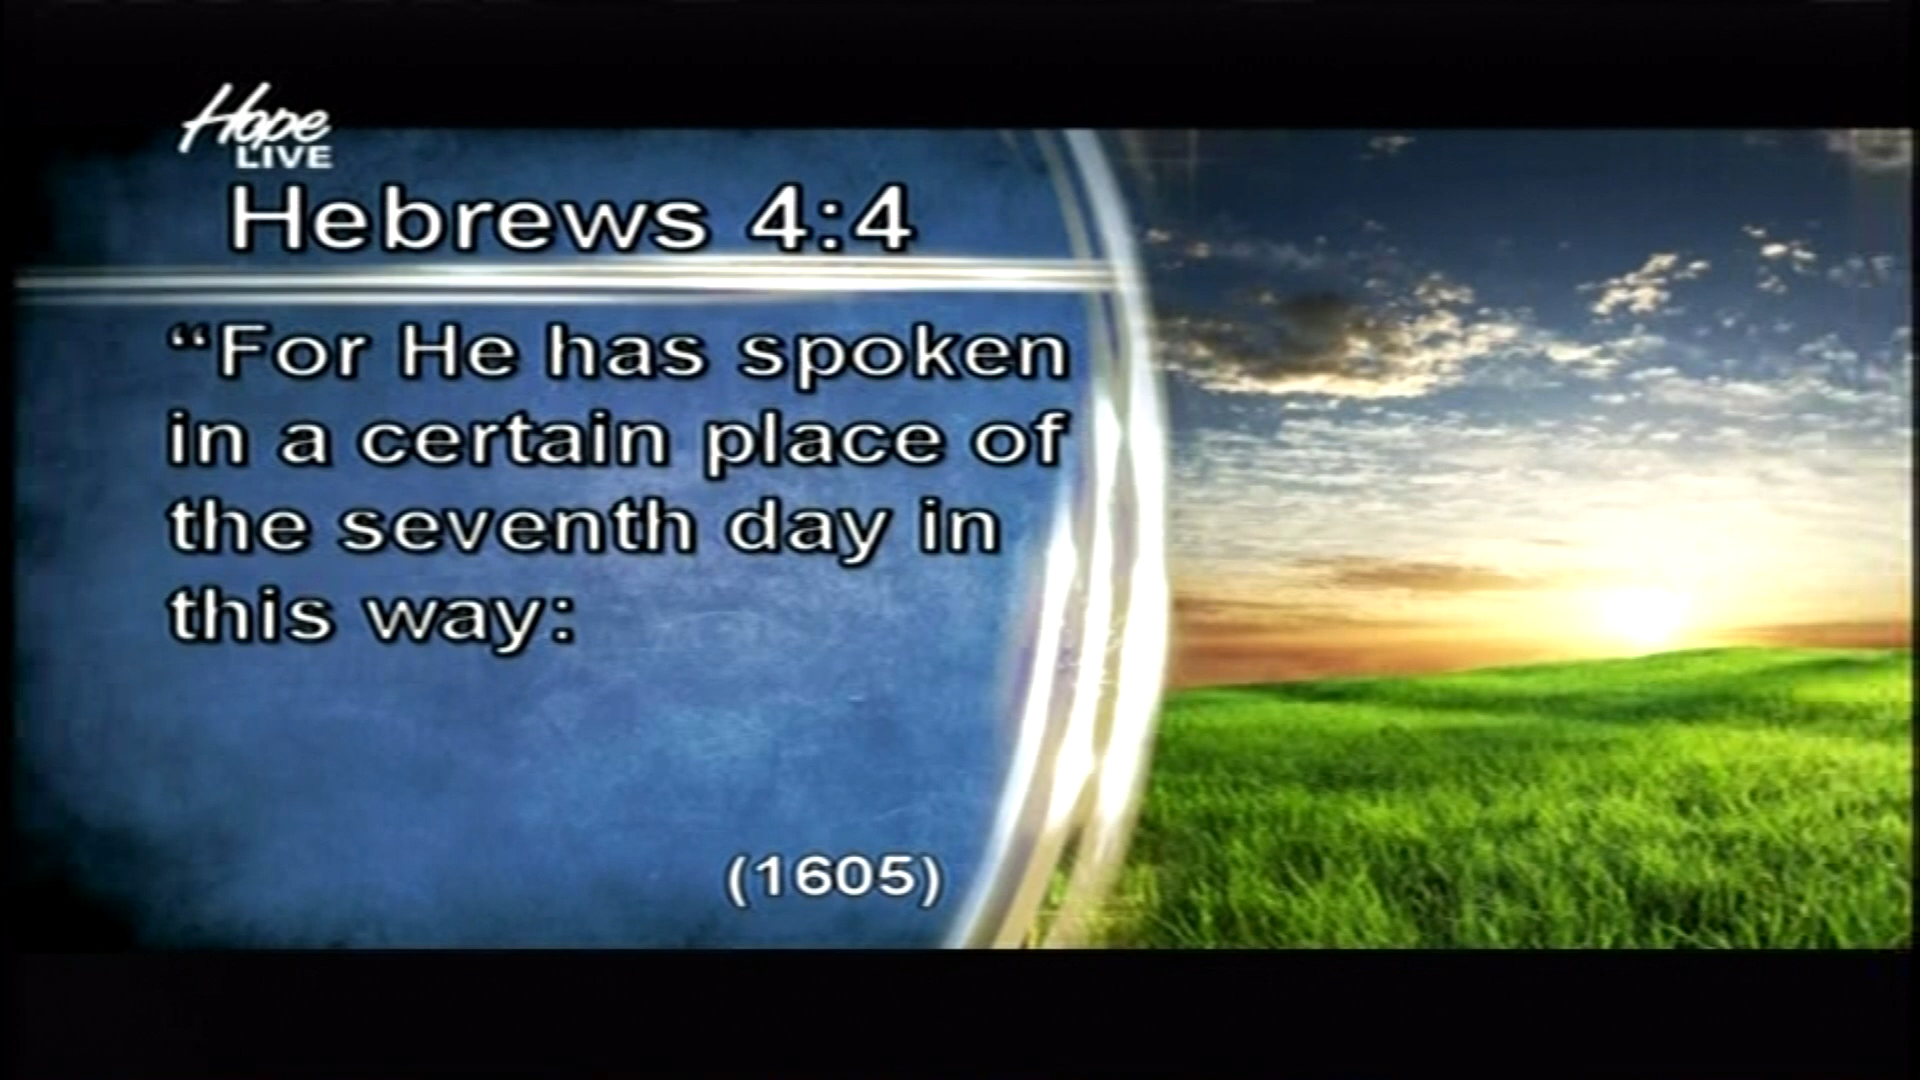 Hope
LIVE
Hebrews 4:4
“For He has spoken
in a certain place of
the seventh day in
this way:
(1605)